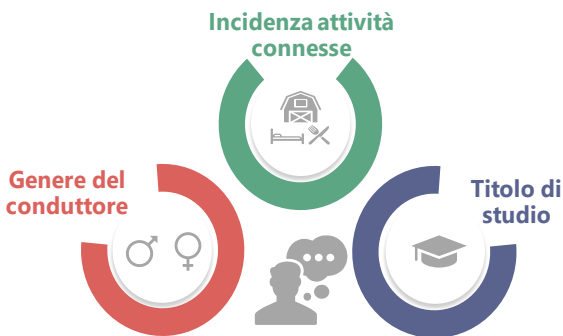 Incidenza attività
connesse
Genere del
conduttore
Titolo di
studio